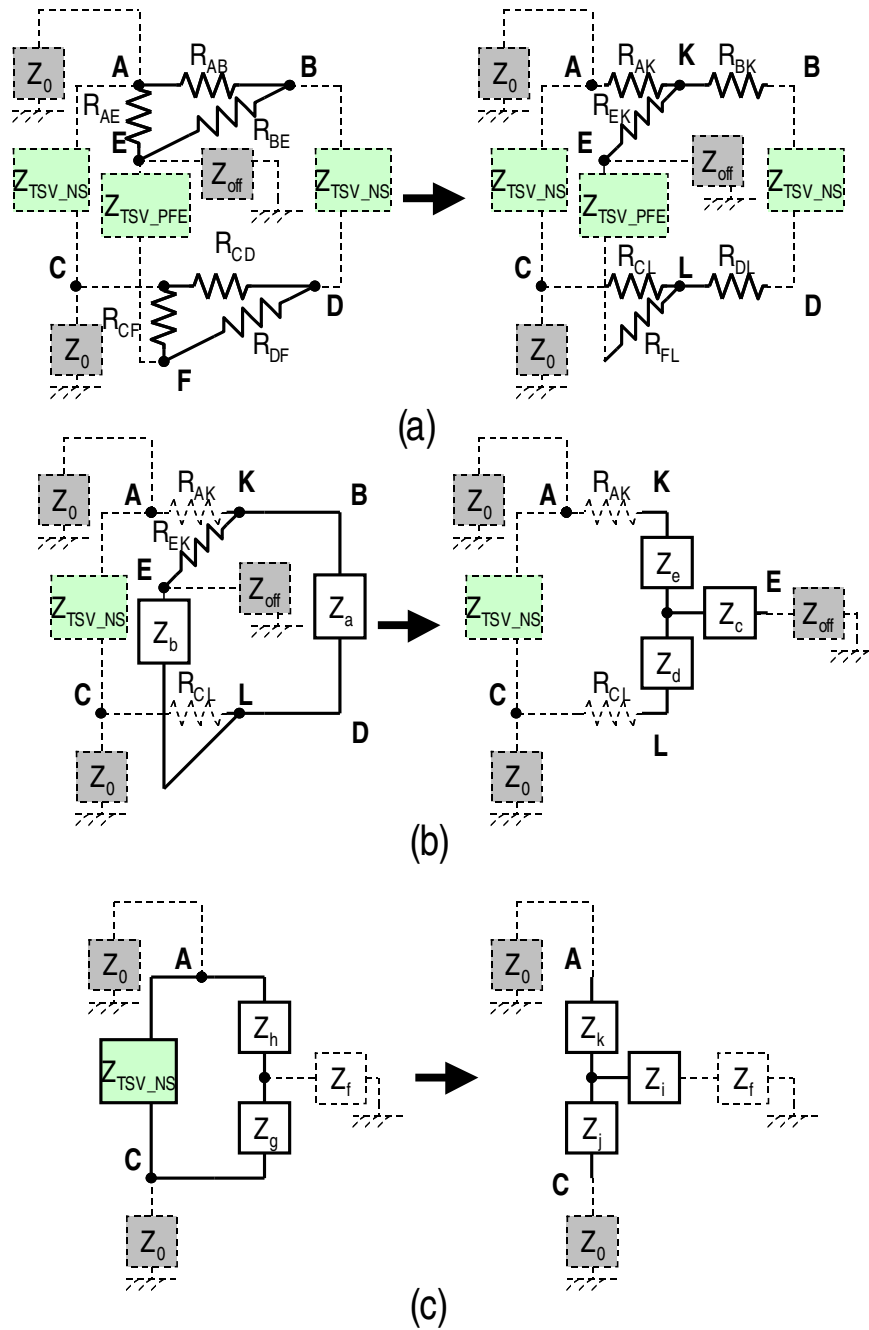 Z0
A
RAB
B
RAE
RBE
E
Zoff
ZTSV_NS
ZTSV_PFE
ZTSV_NS
C
RCD
D
RCF
RDF
Z0
F
Z0
A
RAK
K
RBK
B
REK
E
Zoff
ZTSV_NS
ZTSV_PFE
ZTSV_NS
C
RCL
L
RDL
D
RFL
Z0
(a)
Z0
A
RAK
K
B
REK
E
Zoff
ZTSV_NS
Zb
Za
C
RCL
L
D
Z0
Z0
A
RAK
K
Ze
E
ZTSV_NS
Zc
Zoff
Zd
C
RCL
L
Z0
(b)
Z0
A
Zh
ZTSV_NS
Zf
Zg
C
Z0
Z0
A
Zk
Zi
Zf
Zj
C
Z0
(c)